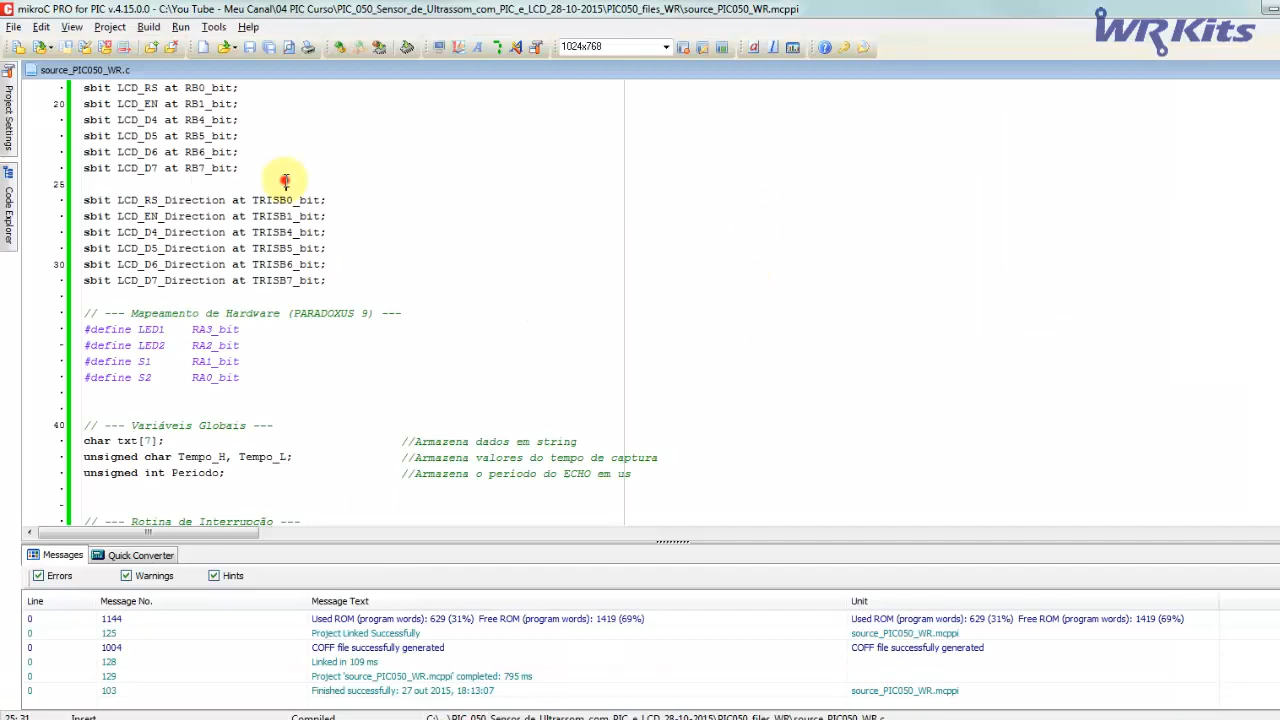 mikroC PRO for PIC v.4.15.0.0 - C:\You Tube - Meu Canal\04 PIC Curso\PIC_050_Sensor_de_Ultrassom_com_PIC_e_LCD_28-10-2015\PIC050_files_WR\source_PIC050_WR.mcppi
WR Kits
File Edit View Project Build Run Tools Help
1024x768
source_PIC050_WR.c
Project Settings
Code Explorer
sbit LCD_RS at RB0_bit;
20 sbit LCD_EN at RB1_bit;
sbit LCD_D4 at RB4_bit;
sbit LCD_D5 at RB5_bit;
sbit LCD_D6 at RB6_bit;
sbit LCD_D7 at RB7_bit;
25
sbit LCD_RS_Direction at TRISB0_bit;
sbit LCD_EN_Direction at TRISB1_bit;
sbit LCD_D4_Direction at TRISB4_bit;
sbit LCD_D5_Direction at TRISB5_bit;
30 sbit LCD_D6_Direction at TRISB6_bit;
sbit LCD_D7_Direction at TRISB7_bit;
// --- Mapeamento de Hardware (PARADOXUS 9) ---
#define LED1 RA3_bit
#define LED2 RA2_bit
#define S1 RA1_bit
#define S2 RA0_bit
40 // --- Variáveis Globais ---
char txt[7]; //Armazena dados em string
unsigned char Tempo_H, Tempo_L; //Armazena valores do tempo de captura
unsigned int Periodo; //Armazena o período do ECHO em us
// --- Rotina de Interrupção ---
Messages Quick Converter
Errors Warnings Hints
Line Message No. Message Text Unit
0 1144 Used ROM (program words): 629 (31%) Free ROM (program words): 1419 (69%) Used ROM (program words): 629 (31%) Free ROM (program words): 1419 (69%)
0 125 Project Linked Successfully source_PIC050_WR.mcppi
0 1004 COFF file successfully generated COFF file successfully generated
0 128 Linked in 109 ms
0 129 Project 'source_PIC050_WR.mcppi' completed: 795 ms
0 103 Finished successfully: 27 out 2015, 18:13:07 source_PIC050_WR.mcppi
25:31 Insert Compiled C:\...\PIC_050_Sensor_de_Ultrassom_com_PIC_e_LCD_28-10-2015\PIC050_files_WR\source_PIC050_WR.c